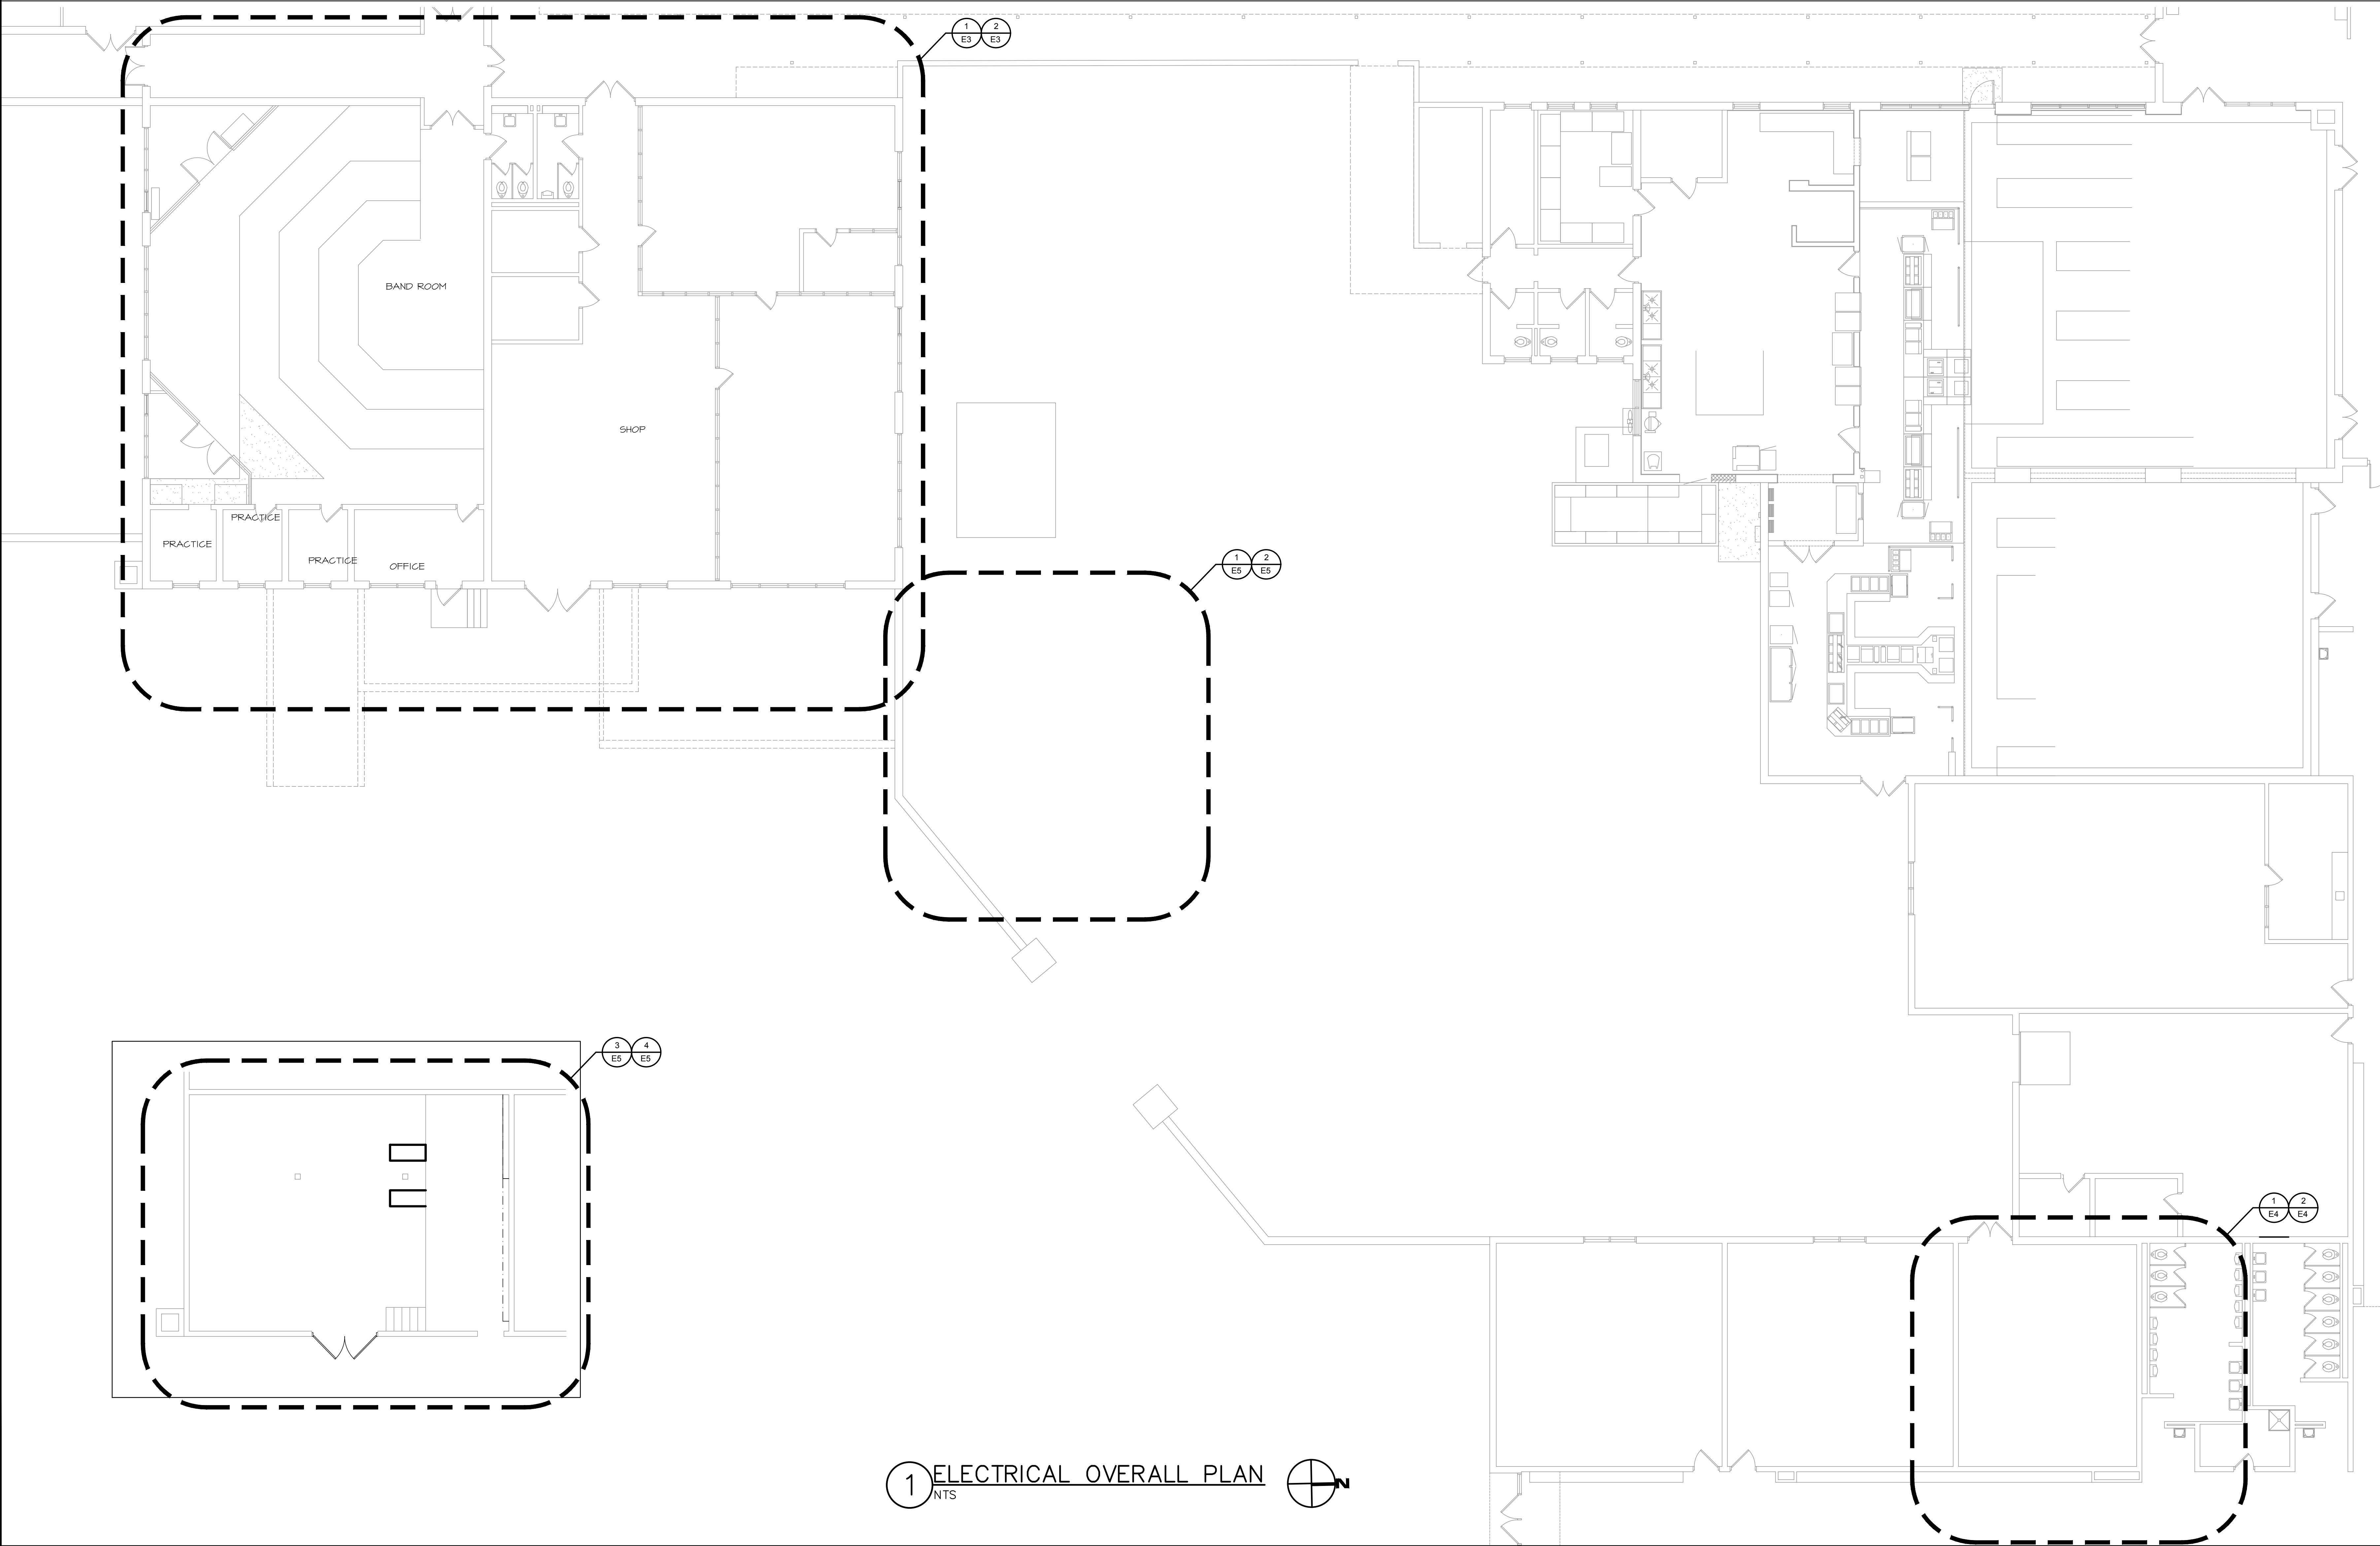 1 2
E3 E3
BAND ROOM
SHOP
PRACTICE
PRACTICE
PRACTICE
OFFICE
1 2
E5 E5
3 4
E5 E5
1 2
E4 E4
1 ELECTRICAL OVERALL PLAN
NTS
N